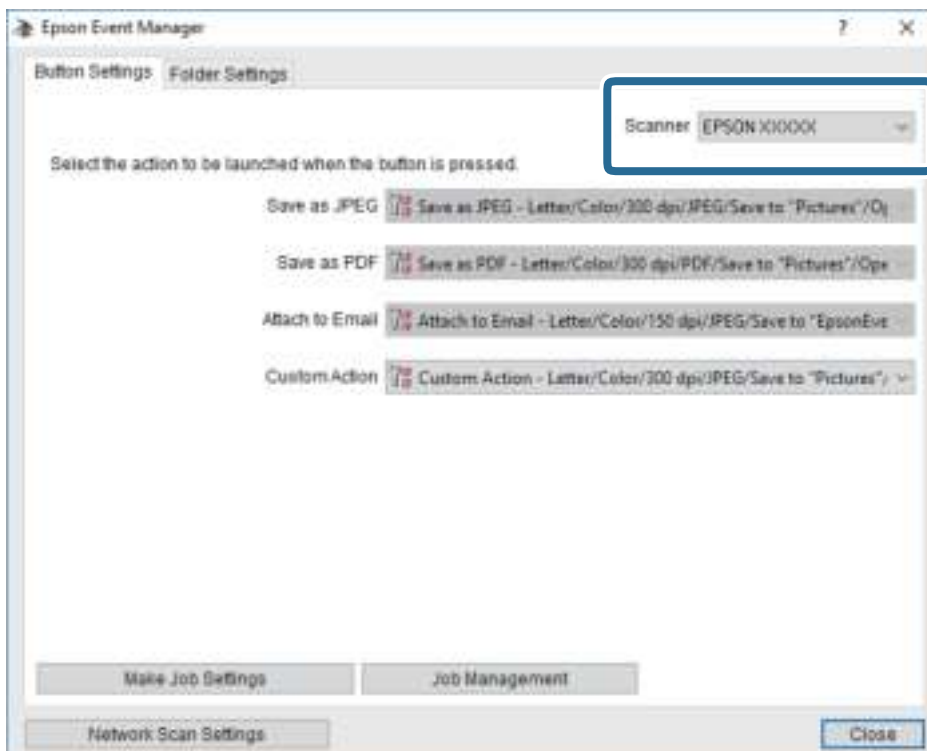 Epson Event Manager
Button Settings Folder Settings
Scanner EPSON XXXXX
Select the action to be launched when the button is pressed.
Save as JPEG Save as JPEG - Letter/Color/300 dpi/JPEG/Save to "Pictures"/Op
Save as PDF Save as PDF - Letter/Color/300 dpi/PDF/Save to "Pictures"/Ope
Attach to Email Attach to Email - Letter/Color/150 dpi/JPEG/Save to "EpsonEve
Custom Action Custom Action - Letter/Color/300 dpi/JPEG/Save to "Pictures"/
Make Job Settings Job Management
Network Scan Settings Close